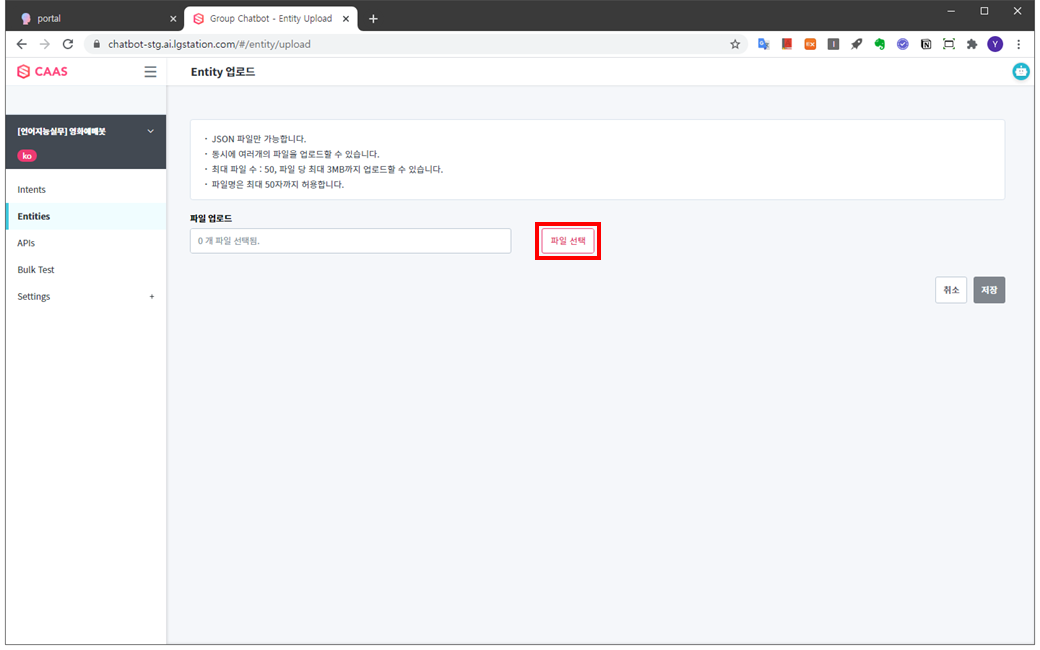 portal
Group Chatbot - Entity Upload
chatbot-stg.ai.lgstation.com/#/entity/upload
CAAS
Entity 업로드
[언어지능실무] 영화예매봇
ko
Intents
Entities
APIs
Bulk Test
Settings
+
· JSON 파일만 가능합니다.
· 동시에 여러개의 파일을 업로드할 수 있습니다.
· 최대 파일 수 : 50, 파일 당 최대 3MB까지 업로드할 수 있습니다.
· 파일명은 최대 50자까지 허용합니다.
파일 업로드
0 개 파일 선택됨.
파일 선택
취소
저장
Y